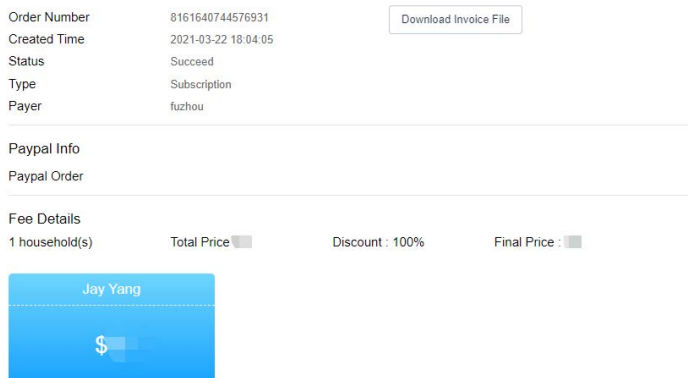 Order Number 8161640744576931 Download Invoice File
Created Time 2021-03-22 18:04:05
Status Succeed
Type Subscription
Payer fuzhou
Paypal Info
Paypal Order
Fee Details
1 household(s) Total Price Discount : 100% Final Price :
Jay Yang
$